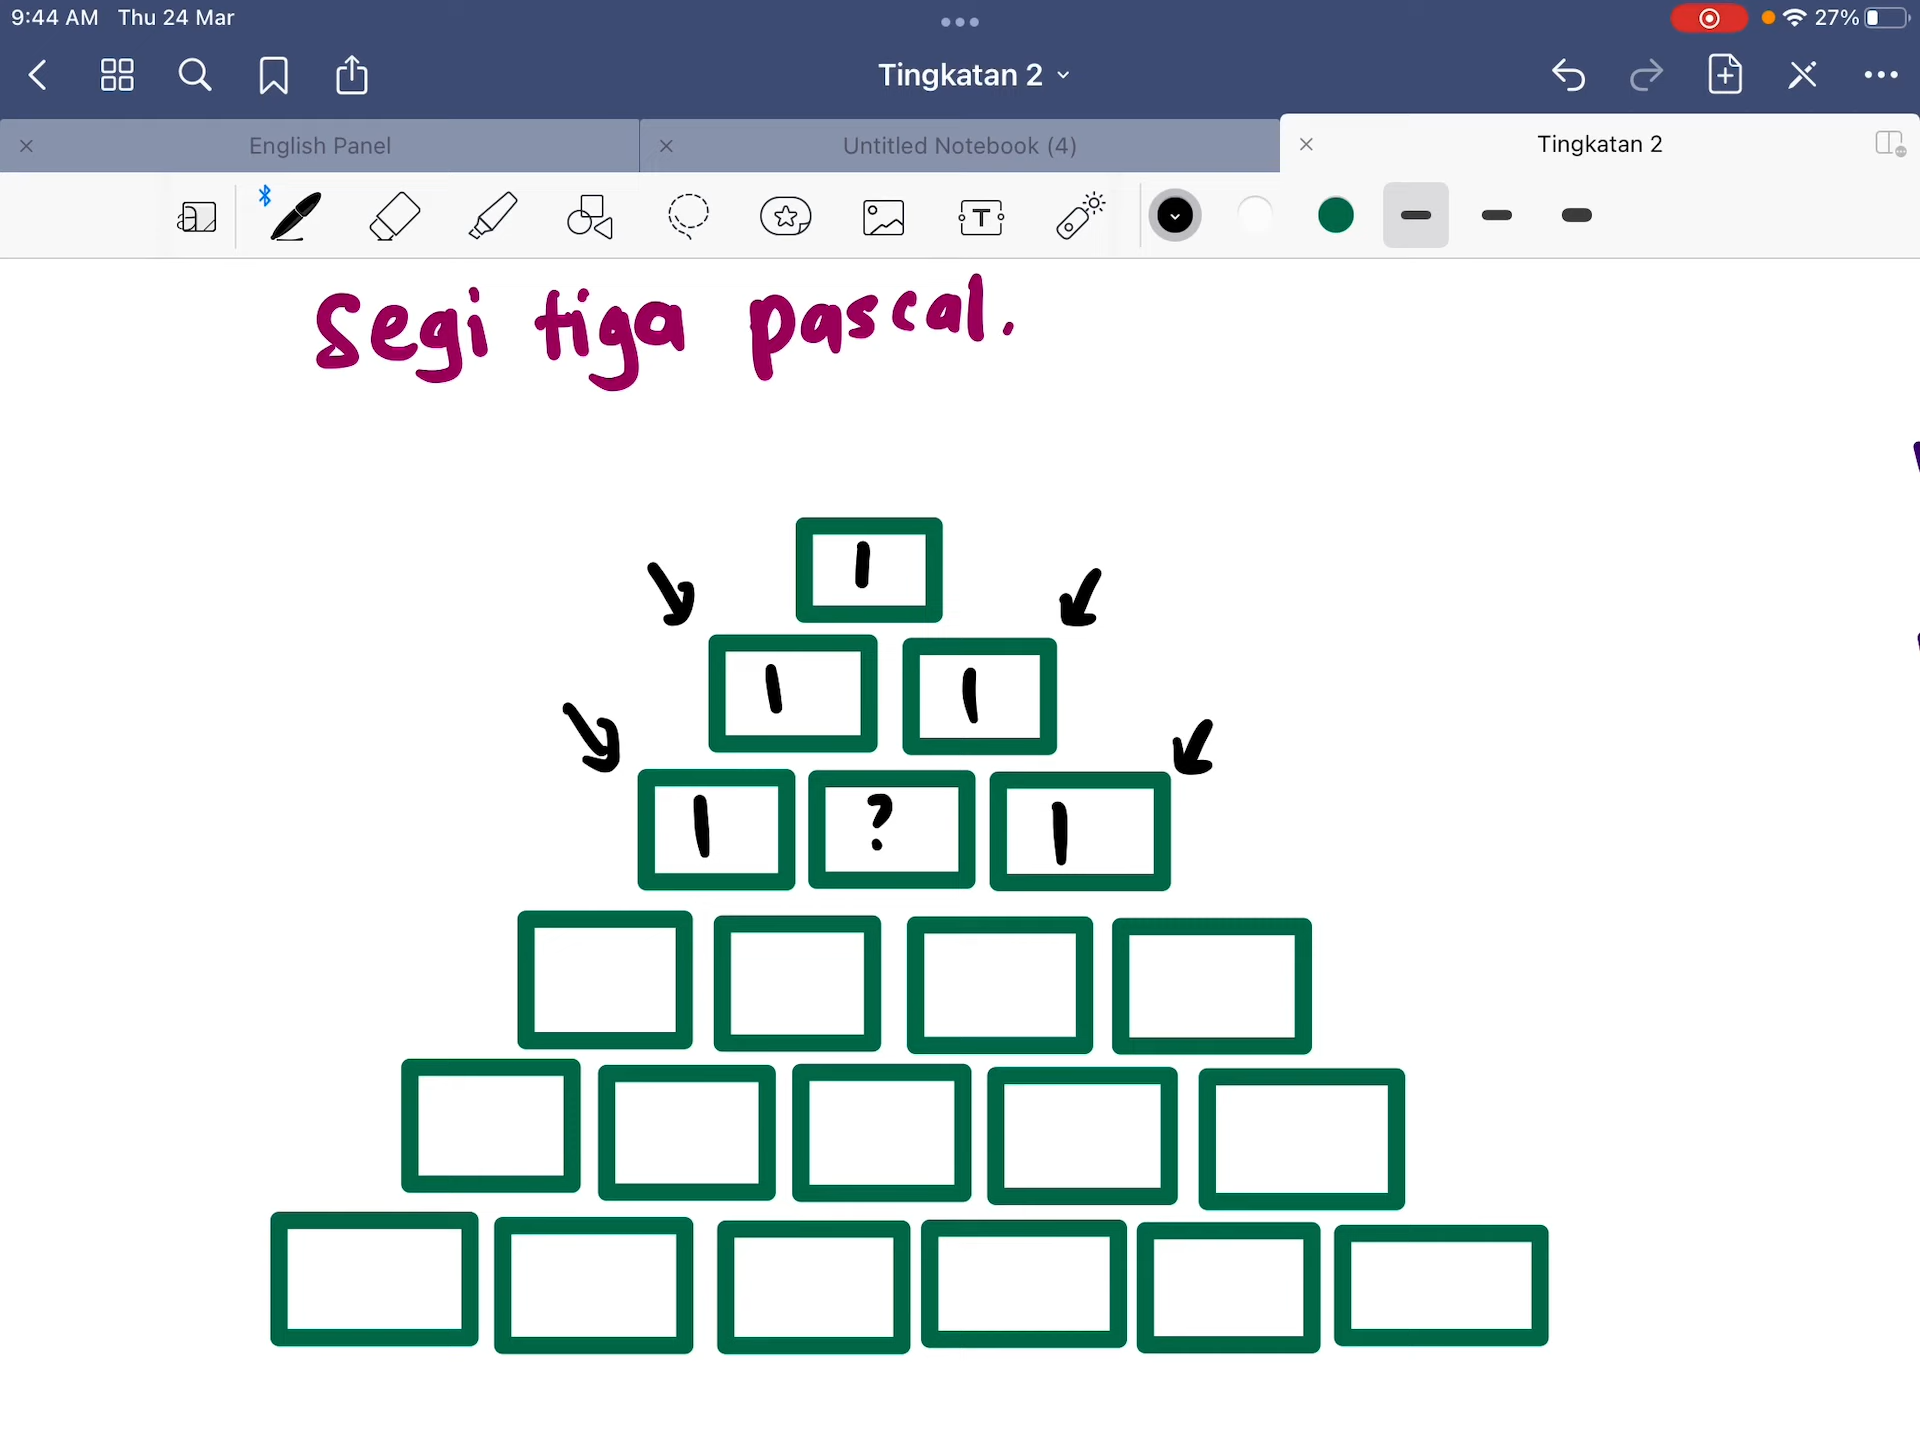 9:44 AM Thu 24 Mar
27%
Tingkatan 2
English Panel
Untitled Notebook (4)
Tingkatan 2
Segi tiga pascal.
1
1 1
1 ? 1